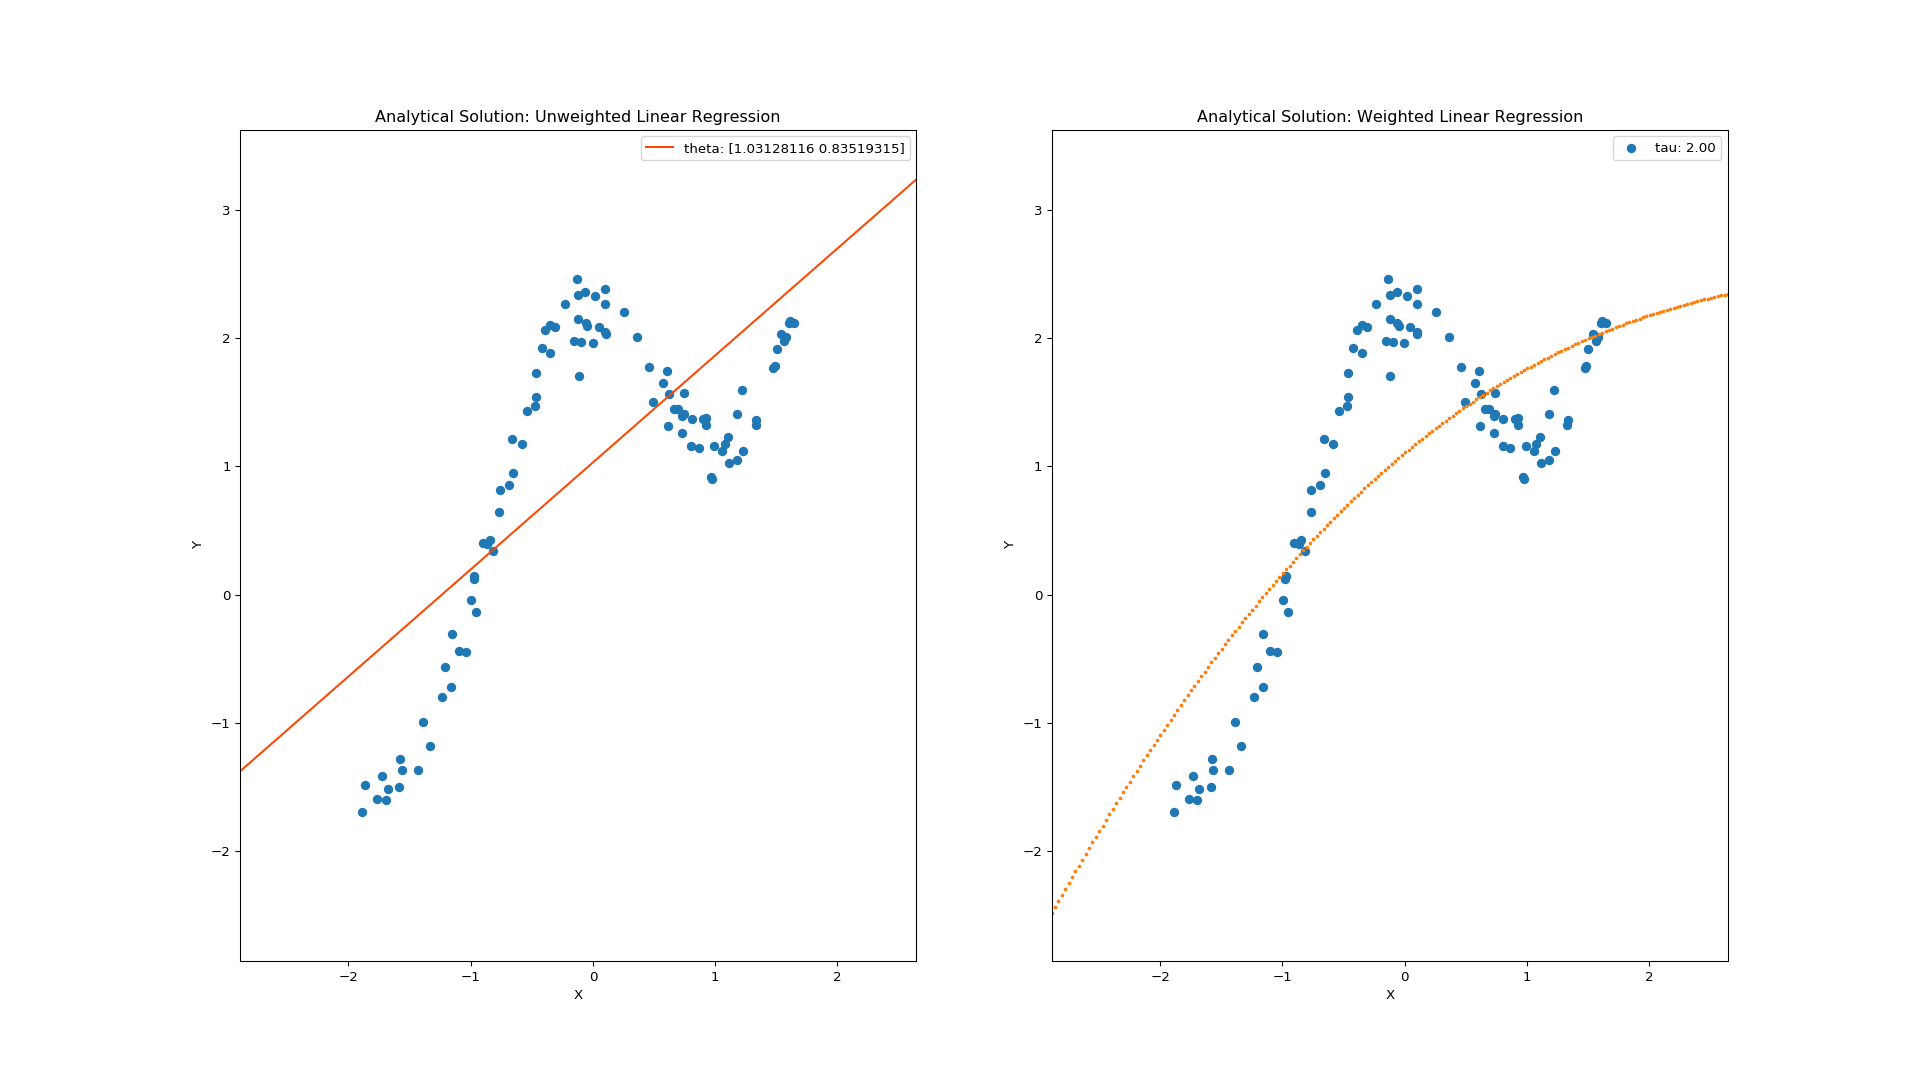 Analytical Solution: Unweighted Linear Regression
theta: [1.03128116 0.83519315]
3
2
1
0
−1
−2
Y
−2 −1 0 1 2
X
Analytical Solution: Weighted Linear Regression
tau: 2.00
3
2
1
0
−1
−2
Y
−2 −1 0 1 2
X